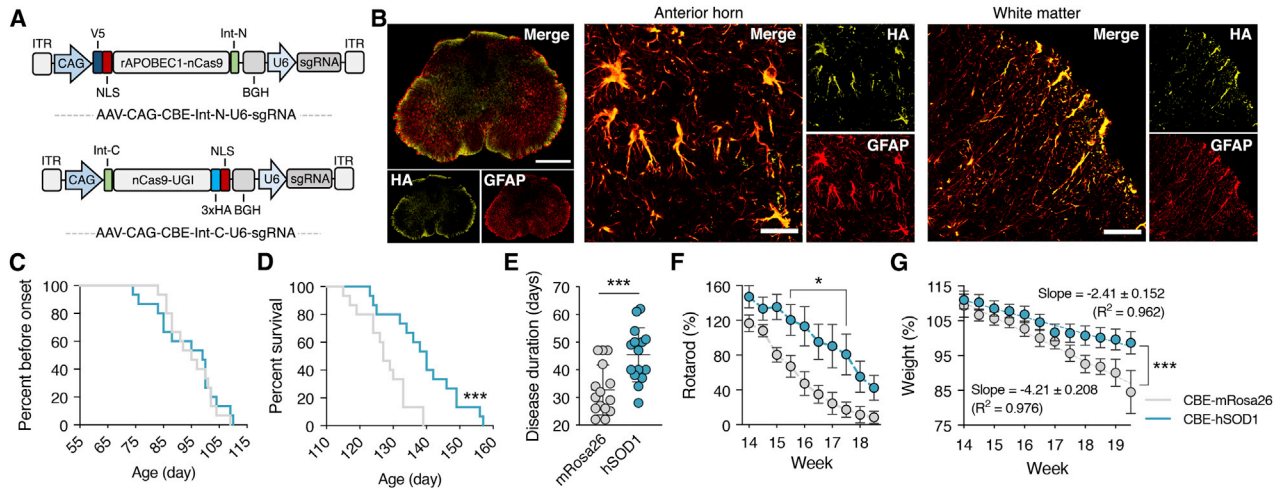 A
ITR
V5
Int-N
ITR
CAG
rAPOBEC1-nCas9
U6
sgRNA
NLS
BGH
AAV-CAG-CBE-Int-N-U6-sgRNA
ITR
Int-C
NLS
ITR
CAG
nCas9-UGI
U6
sgRNA
3xHA
BGH
AAV-CAG-CBE-Int-C-U6-sgRNA
B
Anterior horn
White matter
Merge
HA
GFAP
Merge
HA
GFAP
Merge
HA
GFAP
C
Percent before onset
100
80
60
40
20
0
55
65
75
85
95
105
115
Age (day)
D
Percent survival
100
80
60
40
20
0
110
120
130
140
150
160
***
Age (day)
E
Disease duration (days)
70
60
50
40
30
20
***
mRosa26
hSOD1
F
Rotarod (%)
160
120
80
40
0
*
14
15
16
17
18
Week
G
Weight (%)
115
105
95
85
75
Slope = -2.41 ± 0.152
(R² = 0.962)
***
Slope = -4.21 ± 0.208
(R² = 0.976)
14
15
16
17
18
19
Week
CBE-mRosa26
CBE-hSOD1